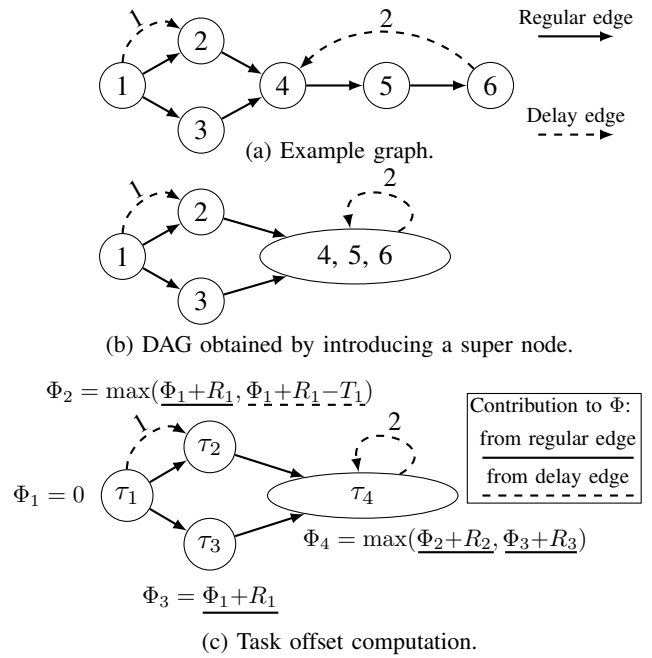 1
2
Regular edge
2
1
4
5
6
3
Delay edge
(a) Example graph.
1
2
2
1
4, 5, 6
3
(b) DAG obtained by introducing a super node.
Φ₂ = max(Φ₁+R₁, Φ₁+R₁−T₁)
Contribution to Φ:
from regular edge
from delay edge
1
2
τ₂
Φ₁ = 0
τ₁
τ₄
τ₃
Φ₄ = max(Φ₂+R₂, Φ₃+R₃)
Φ₃ = Φ₁+R₁
(c) Task offset computation.